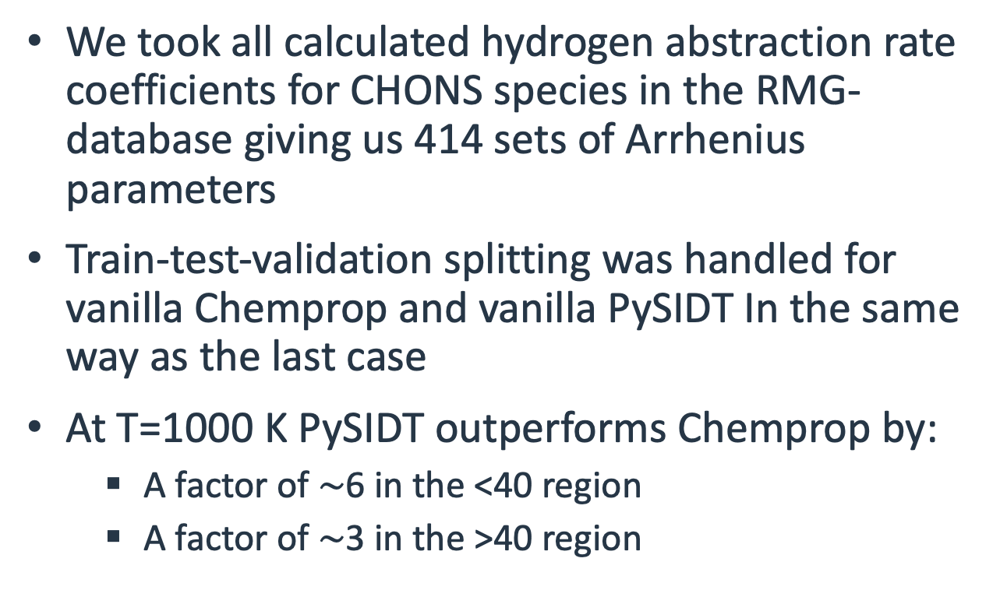 • We took all calculated hydrogen abstraction rate
coefficients for CHONS species in the RMG-
database giving us 414 sets of Arrhenius
parameters
• Train-test-validation splitting was handled for
vanilla Chemprop and vanilla PySIDT In the same
way as the last case
• At T=1000 K PySIDT outperforms Chemprop by:
▪ A factor of ~6 in the <40 region
▪ A factor of ~3 in the >40 region